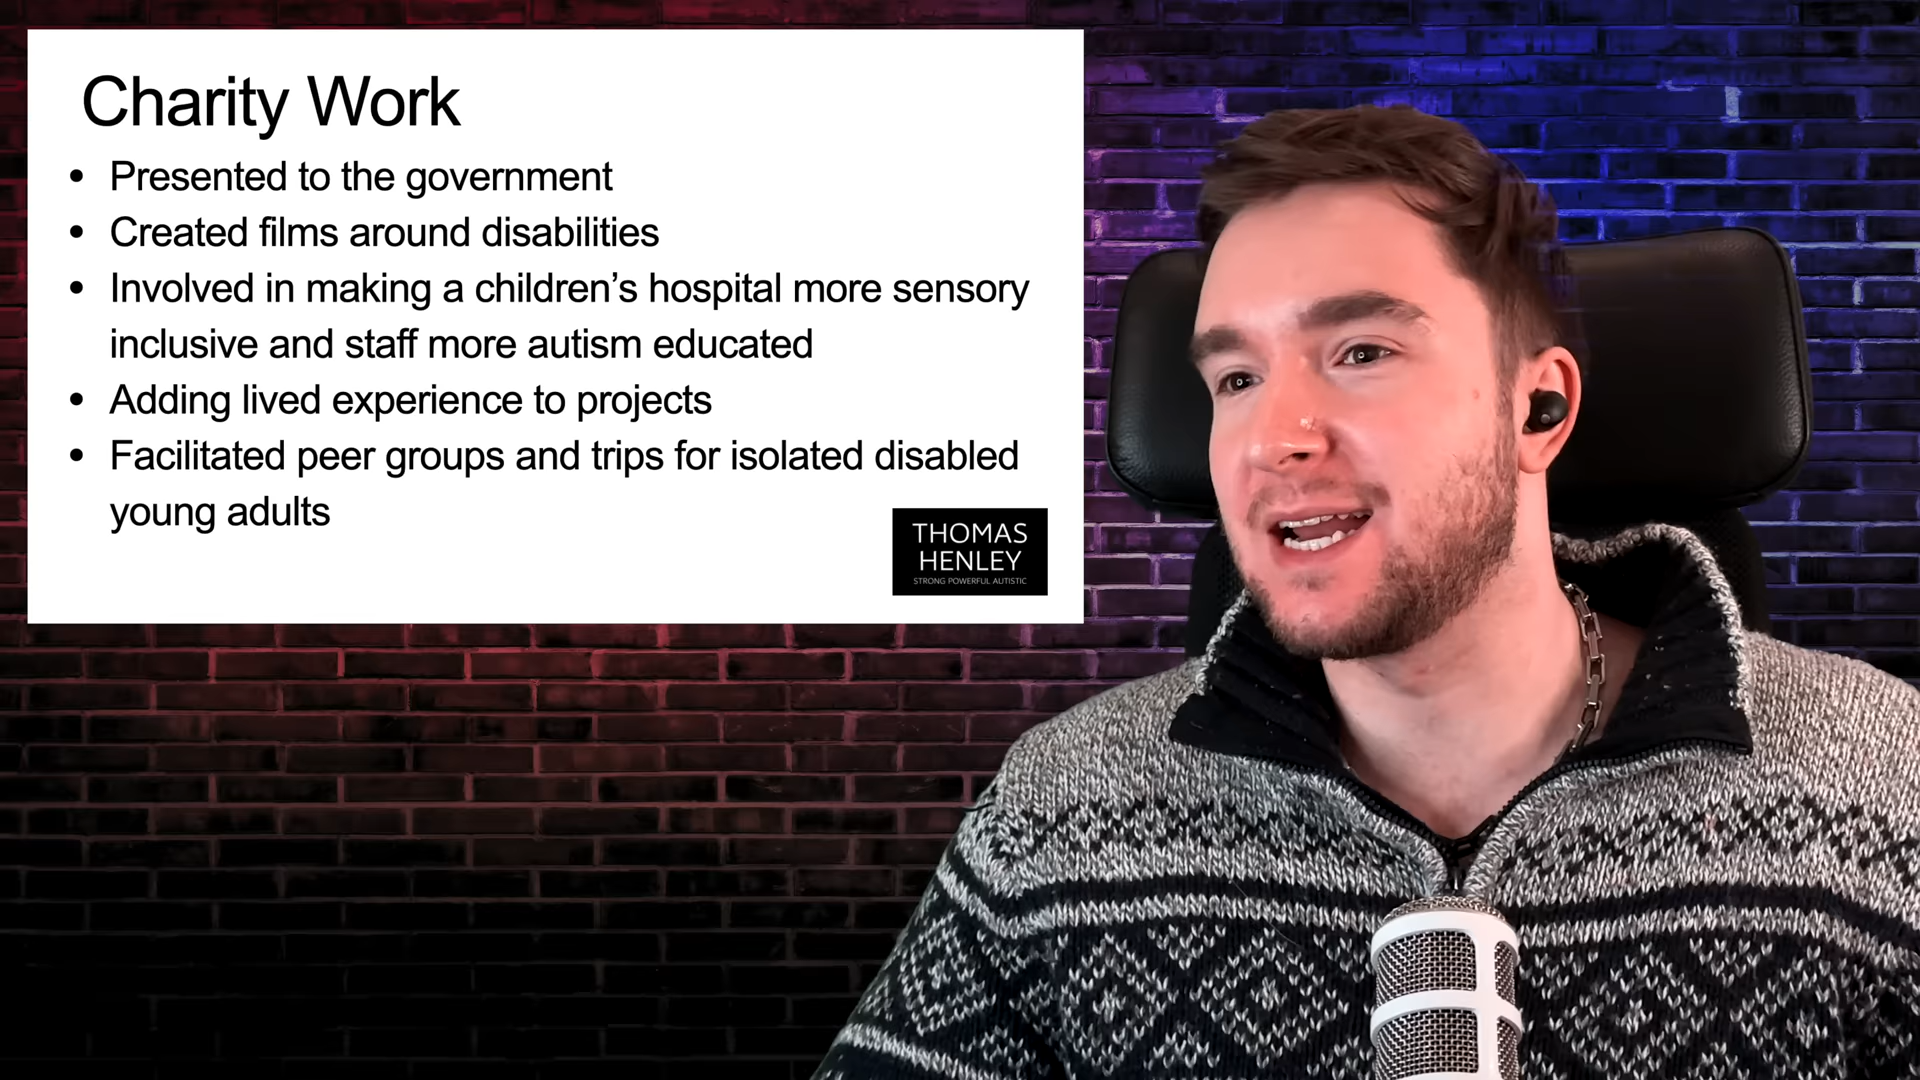 Charity Work
• Presented to the government
• Created films around disabilities
• Involved in making a children’s hospital more sensory
inclusive and staff more autism educated
• Adding lived experience to projects
• Facilitated peer groups and trips for isolated disabled
young adults
THOMAS
HENLEY
STRONG POWERFUL AUTISTIC